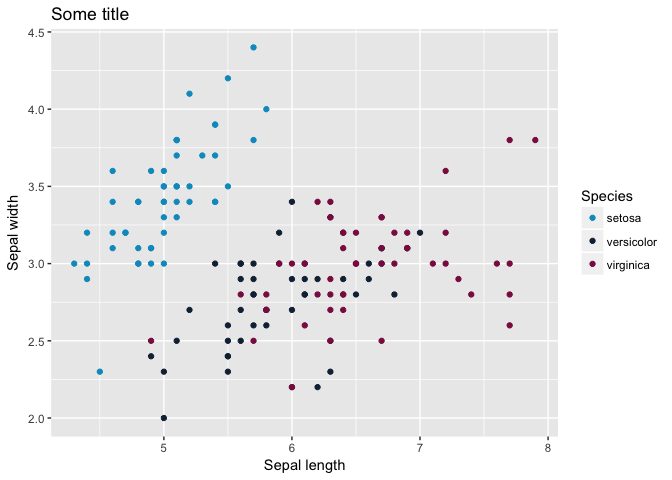 Some title
4.5
4.0
3.5
3.0
2.5
2.0
Sepal width
5
6
7
8
Sepal length
Species
setosa
versicolor
virginica